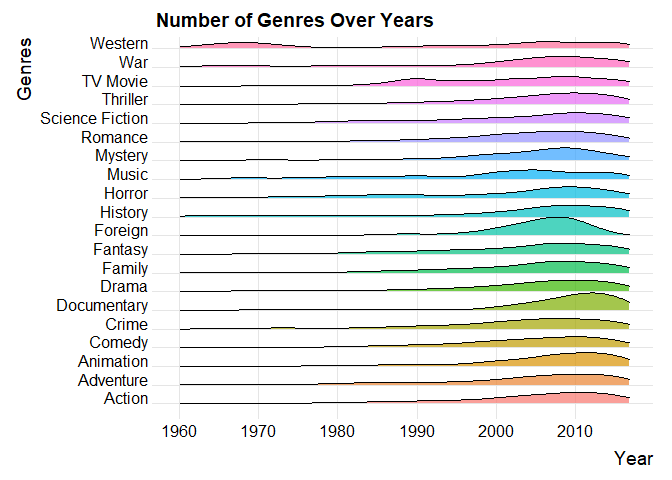 Number of Genres Over Years
Genres
Western
War
TV Movie
Thriller
Science Fiction
Romance
Mystery
Music
Horror
History
Foreign
Fantasy
Family
Drama
Documentary
Crime
Comedy
Animation
Adventure
Action
1960 1970 1980 1990 2000 2010
Year